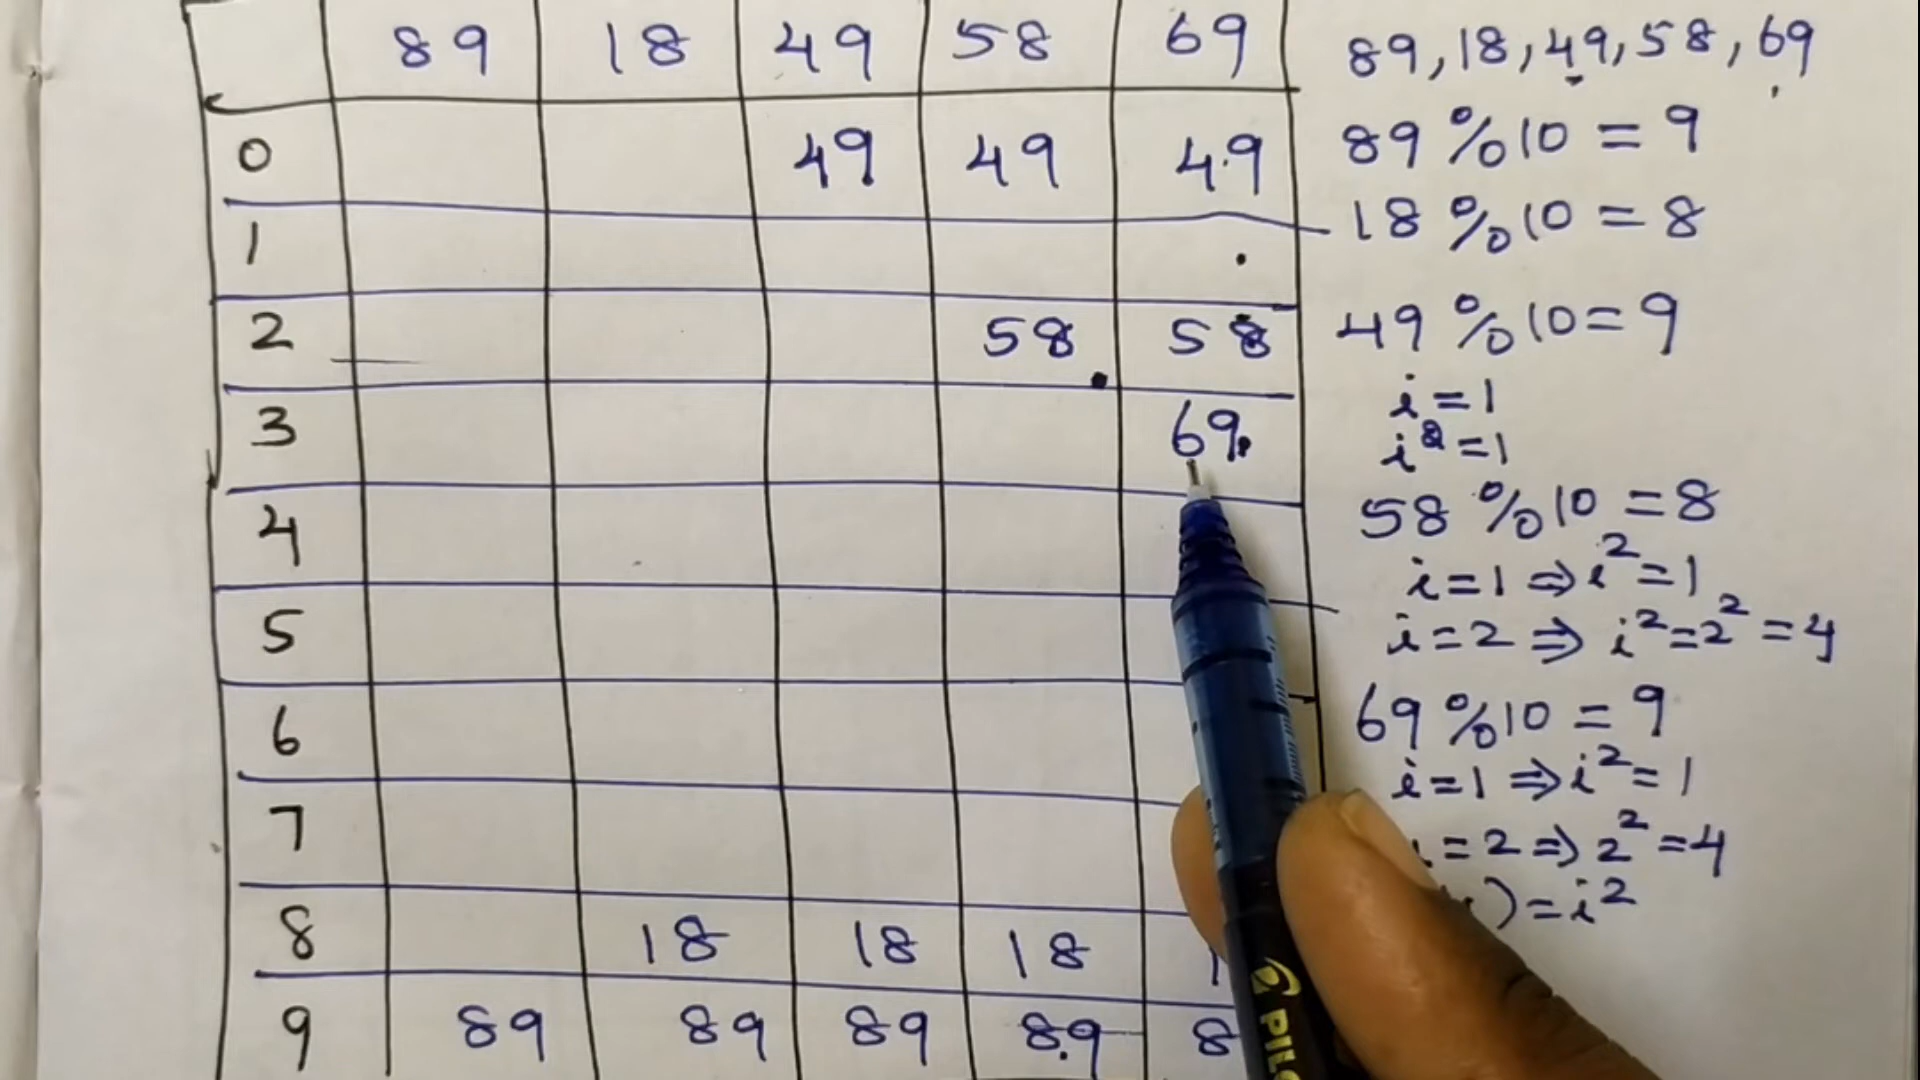 89 18 49 58 69
0 49 49 49
1
2 58 58
3 69
4
5
6
7
8 18 18 18
9 89 89 89 89 8
89, 18, 49, 58, 69
89 % 10 = 9
18 % 10 = 8
49 % 10 = 9
i = 1
i² = 1
58 % 10 = 8
i = 1 ⇒ i² = 1
i = 2 ⇒ i² = 2² = 4
69 % 10 = 9
i = 1 ⇒ i² = 1
= 2 ⇒ 2² = 4
) = i²